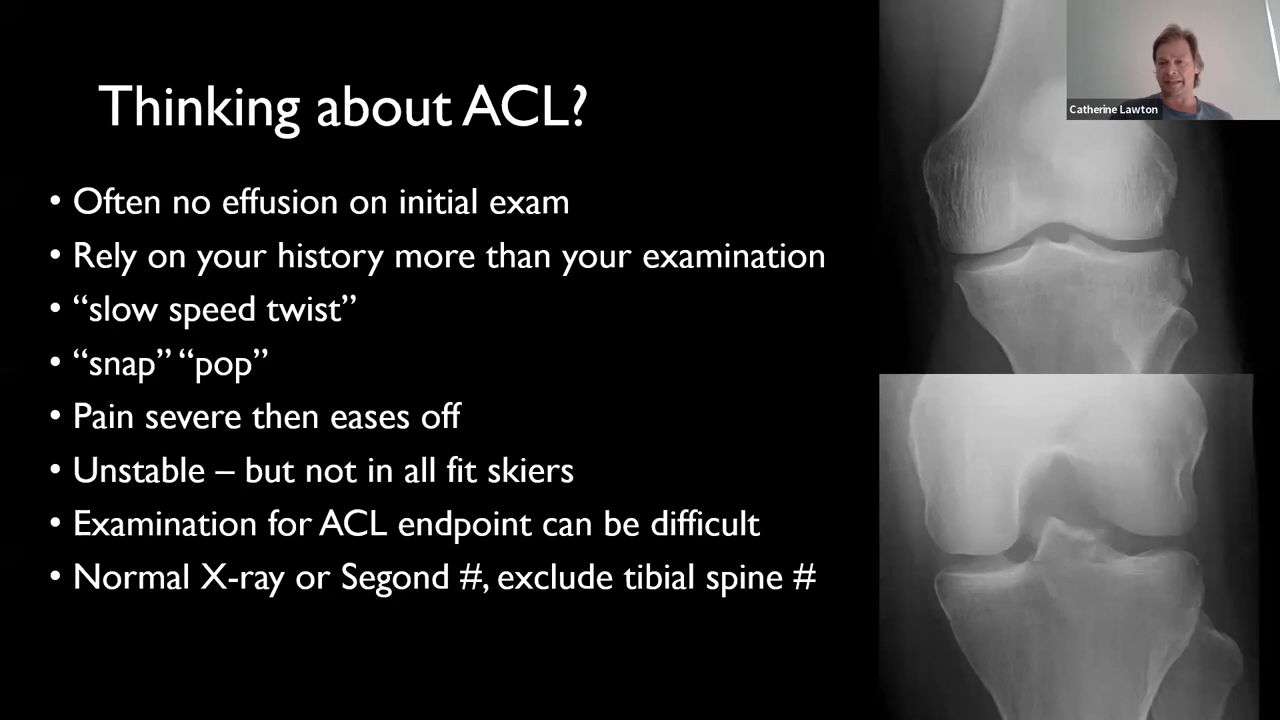 Thinking about ACL?
Catherine Lawton
• Often no effusion on initial exam
• Rely on your history more than your examination
• “slow speed twist”
• “snap” “pop”
• Pain severe then eases off
• Unstable – but not in all fit skiers
• Examination for ACL endpoint can be difficult
• Normal X-ray or Segond #, exclude tibial spine #